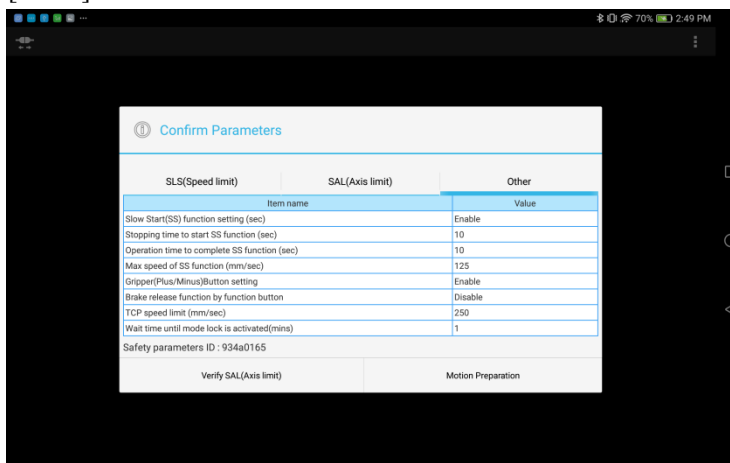 70% 2:49 PM
Confirm Parameters
SLS(Speed limit) SAL(Axis limit) Other
Item name Value
Slow Start(SS) function setting (sec) Enable
Stopping time to start SS function (sec) 10
Operation time to complete SS function (sec) 10
Max speed of SS function (mm/sec) 125
Gripper(Plus/Minus)Button setting Enable
Brake release function by function button Disable
TCP speed limit (mm/sec) 250
Wait time until mode lock is activated(mins) 1
Safety parameters ID : 934a0165
Verify SAL(Axis limit) Motion Preparation